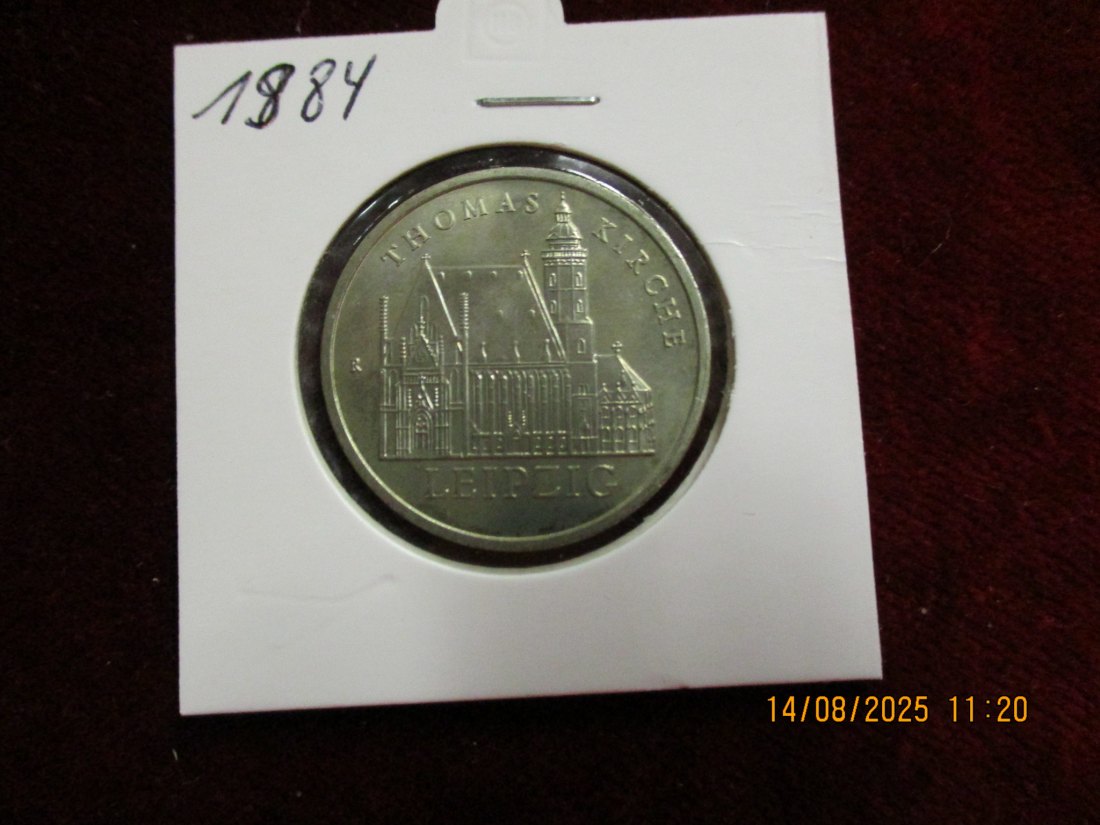 1984
THOMAS KIRCHE
R
LEIPZIG
14/08/2025 11:20